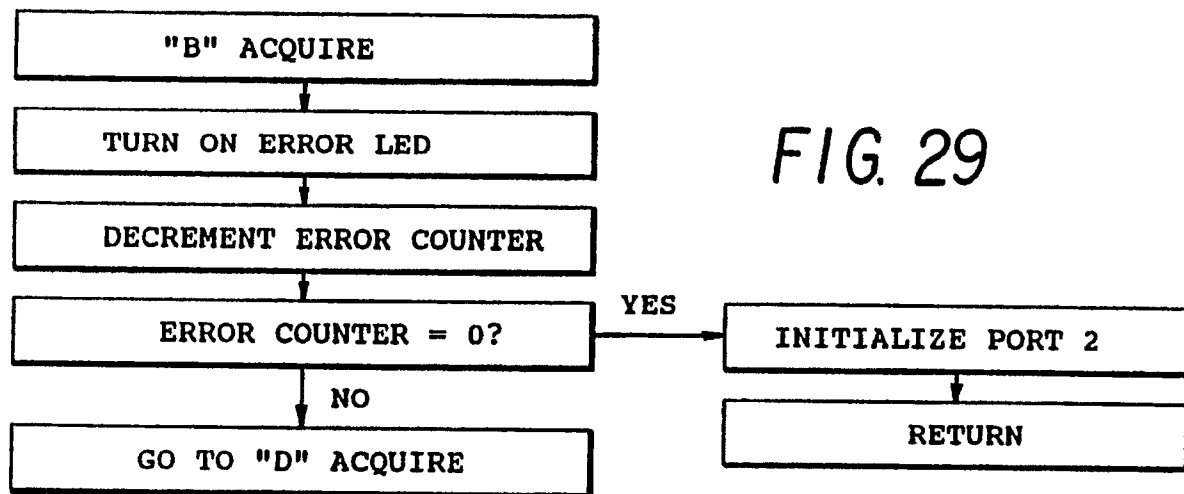 "B" ACQUIRE
TURN ON ERROR LED
FIG. 29
DECREMENT ERROR COUNTER
ERROR COUNTER = 0?
YES
INITIALIZE PORT 2
NO
RETURN
GO TO "D" ACQUIRE